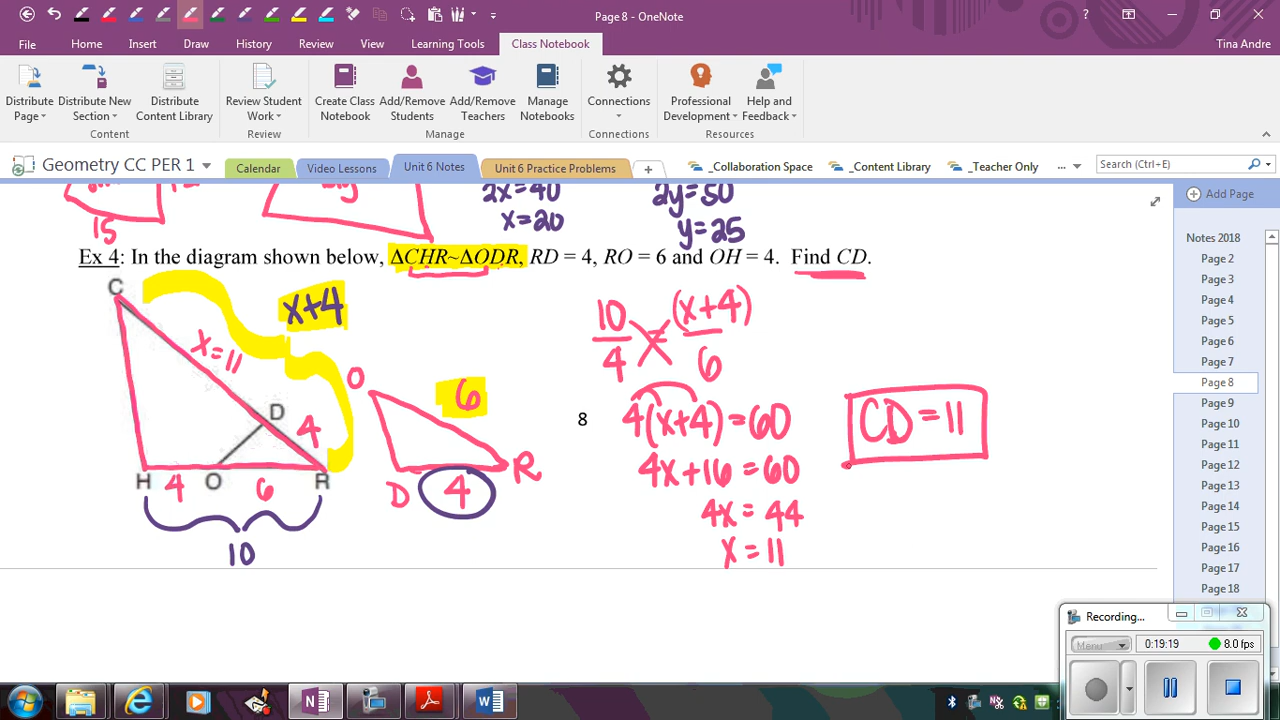 Page 8 - OneNote
?
File Home Insert Draw History Review View Learning Tools Class Notebook Tina Andre
Distribute Page
Distribute New Section
Distribute Content Library
Review Student Work
Create Class Notebook
Add/Remove Students
Add/Remove Teachers
Manage Notebooks
Connections
Professional Development
Help and Feedback
Content Review Manage Connections Resources
Geometry CC PER 1 Calendar Video Lessons Unit 6 Notes Unit 6 Practice Problems + _Collaboration Space _Content Library _Teacher Only ... Search (Ctrl+E)
Add Page
15
2x=40
x=20
2y=50
y=25
Ex 4: In the diagram shown below, ΔCHR~ΔODR, RD = 4, RO = 6 and OH = 4. Find CD.
C
x+4
x=11
D
4
H 4 O 6 R
10
O
6
D 4 R
10/4 = (x+4)/6
8
4(x+4)=60
4x+16=60
4x=44
x=11
CD=11
Notes 2018
Page 2
Page 3
Page 4
Page 5
Page 6
Page 7
Page 8
Page 9
Page 10
Page 11
Page 12
Page 13
Page 14
Page 15
Page 16
Page 17
Page 18
Recording...
Menu 0:19:19 8.0 fps